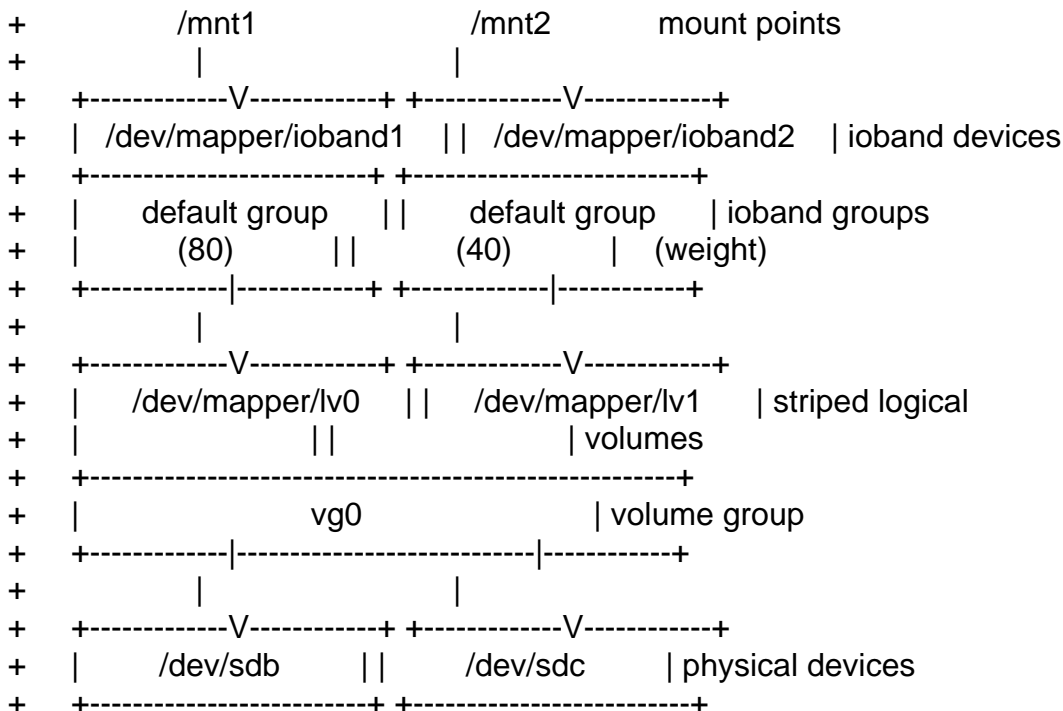 + /mnt1 /mnt2 mount points
+ | |
+ +-------------V------------+ +-------------V------------+
+ | /dev/mapper/ioband1 | | /dev/mapper/ioband2 | ioband devices
+ +--------------------------+ +--------------------------+
+ | default group | | default group | ioband groups
+ | (80) | | (40) | (weight)
+ +-------------|------------+ +-------------|------------+
+ | |
+ +-------------V------------+ +-------------V------------+
+ | /dev/mapper/lv0 | | /dev/mapper/lv1 | striped logical
+ | | | | volumes
+ +-------------------------------------------------------+
+ | vg0 | volume group
+ +-------------|----------------------------|------------+
+ | |
+ +-------------V------------+ +-------------V------------+
+ | /dev/sdb | | /dev/sdc | physical devices
+ +--------------------------+ +--------------------------+